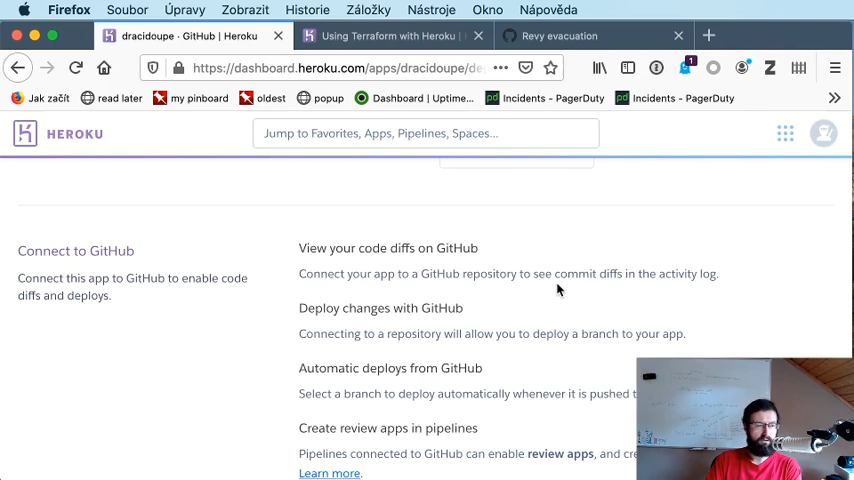 Firefox Soubor Úpravy Zobrazit Historie Záložky Nástroje Okno Nápověda
dracidoupe · GitHub | Heroku Using Terraform with Heroku | Revy evacuation
https://dashboard.heroku.com/apps/dracidoupe/de
Jak začít read later my pinboard oldest popup Dashboard | Uptime... Incidents - PagerDuty Incidents - PagerDuty
HEROKU Jump to Favorites, Apps, Pipelines, Spaces...
Connect to GitHub
Connect this app to GitHub to enable code
diffs and deploys.
View your code diffs on GitHub
Connect your app to a GitHub repository to see commit diffs in the activity log.
Deploy changes with GitHub
Connecting to a repository will allow you to deploy a branch to your app.
Automatic deploys from GitHub
Select a branch to deploy automatically whenever it is pushed
Create review apps in pipelines
Pipelines connected to GitHub can enable review apps, and
Learn more.